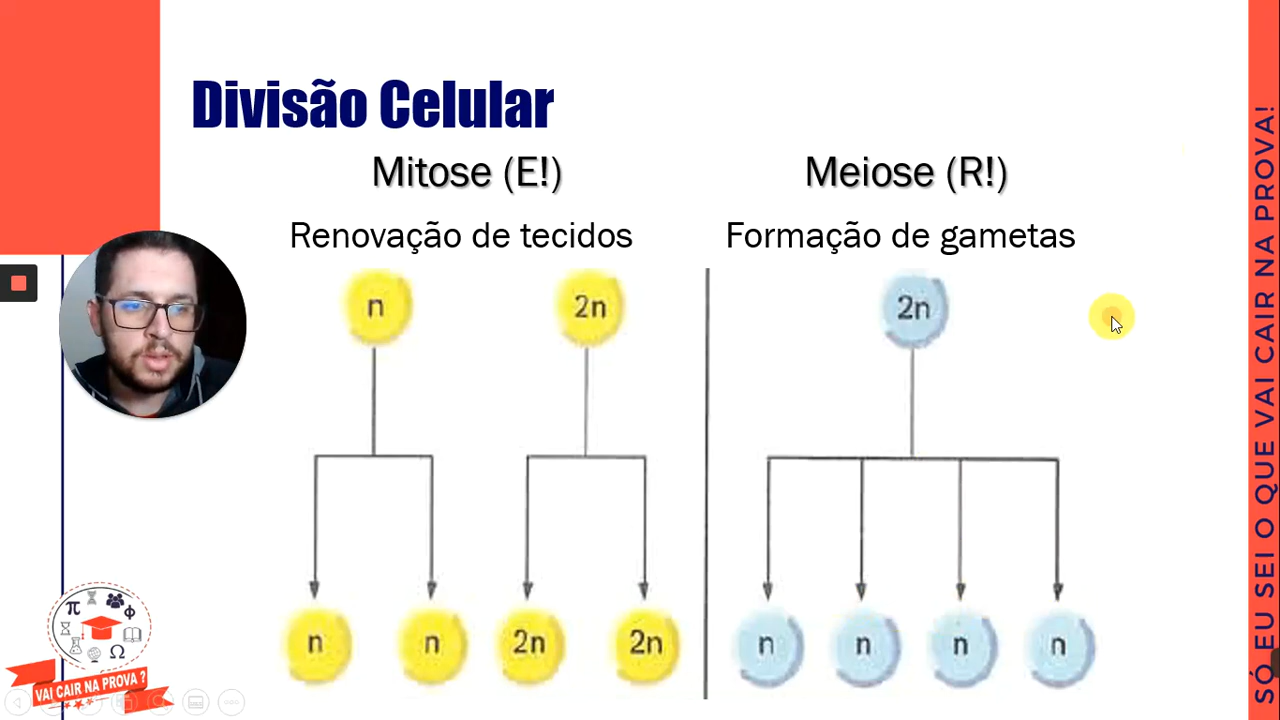 Divisão Celular
Mitose (E!)
Meiose (R!)
Renovação de tecidos
Formação de gametas
n
2n
2n
n
n
2n
2n
n
n
n
n
π
Φ
Ω
VAI CAIR NA PROVA ?
SÓ EU SEI O QUE VAI CAIR NA PROVA!